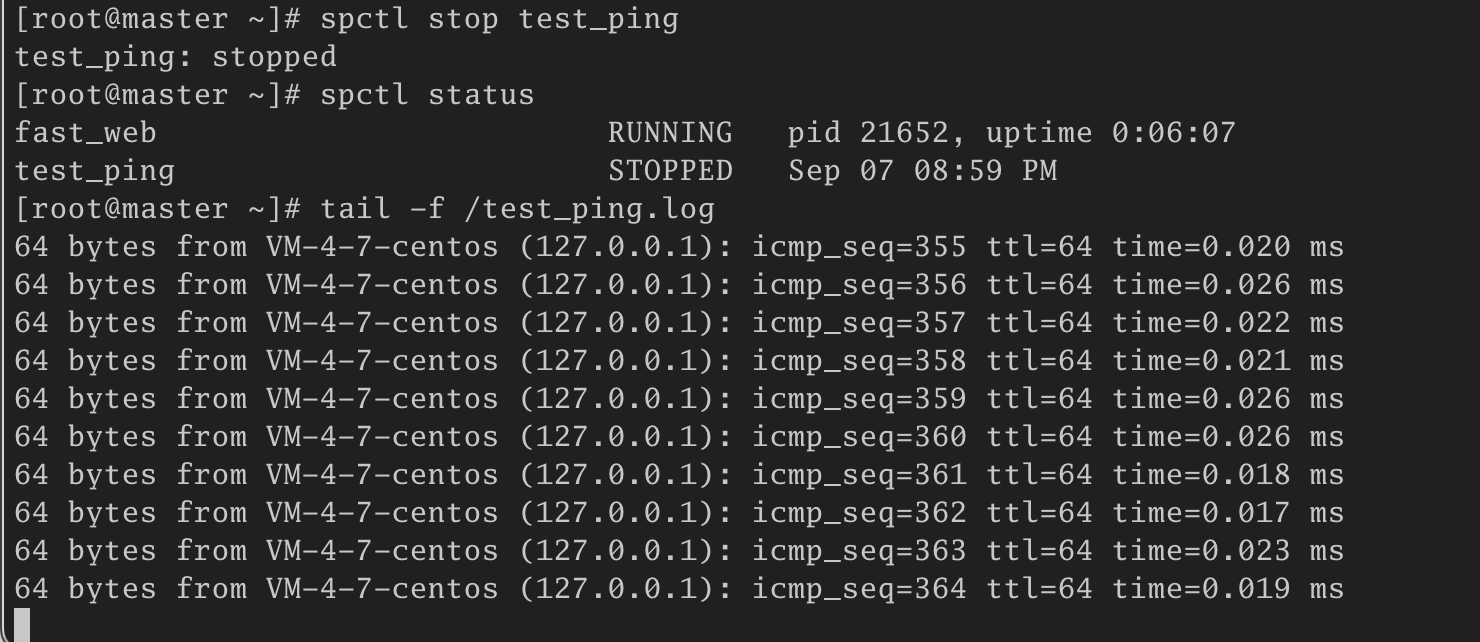 [root@master ~]# spctl stop test_ping
test_ping: stopped
[root@master ~]# spctl status
fast_web                         RUNNING   pid 21652, uptime 0:06:07
test_ping                        STOPPED   Sep 07 08:59 PM
[root@master ~]# tail -f /test_ping.log
64 bytes from VM-4-7-centos (127.0.0.1): icmp_seq=355 ttl=64 time=0.020 ms
64 bytes from VM-4-7-centos (127.0.0.1): icmp_seq=356 ttl=64 time=0.026 ms
64 bytes from VM-4-7-centos (127.0.0.1): icmp_seq=357 ttl=64 time=0.022 ms
64 bytes from VM-4-7-centos (127.0.0.1): icmp_seq=358 ttl=64 time=0.021 ms
64 bytes from VM-4-7-centos (127.0.0.1): icmp_seq=359 ttl=64 time=0.026 ms
64 bytes from VM-4-7-centos (127.0.0.1): icmp_seq=360 ttl=64 time=0.026 ms
64 bytes from VM-4-7-centos (127.0.0.1): icmp_seq=361 ttl=64 time=0.018 ms
64 bytes from VM-4-7-centos (127.0.0.1): icmp_seq=362 ttl=64 time=0.017 ms
64 bytes from VM-4-7-centos (127.0.0.1): icmp_seq=363 ttl=64 time=0.023 ms
64 bytes from VM-4-7-centos (127.0.0.1): icmp_seq=364 ttl=64 time=0.019 ms